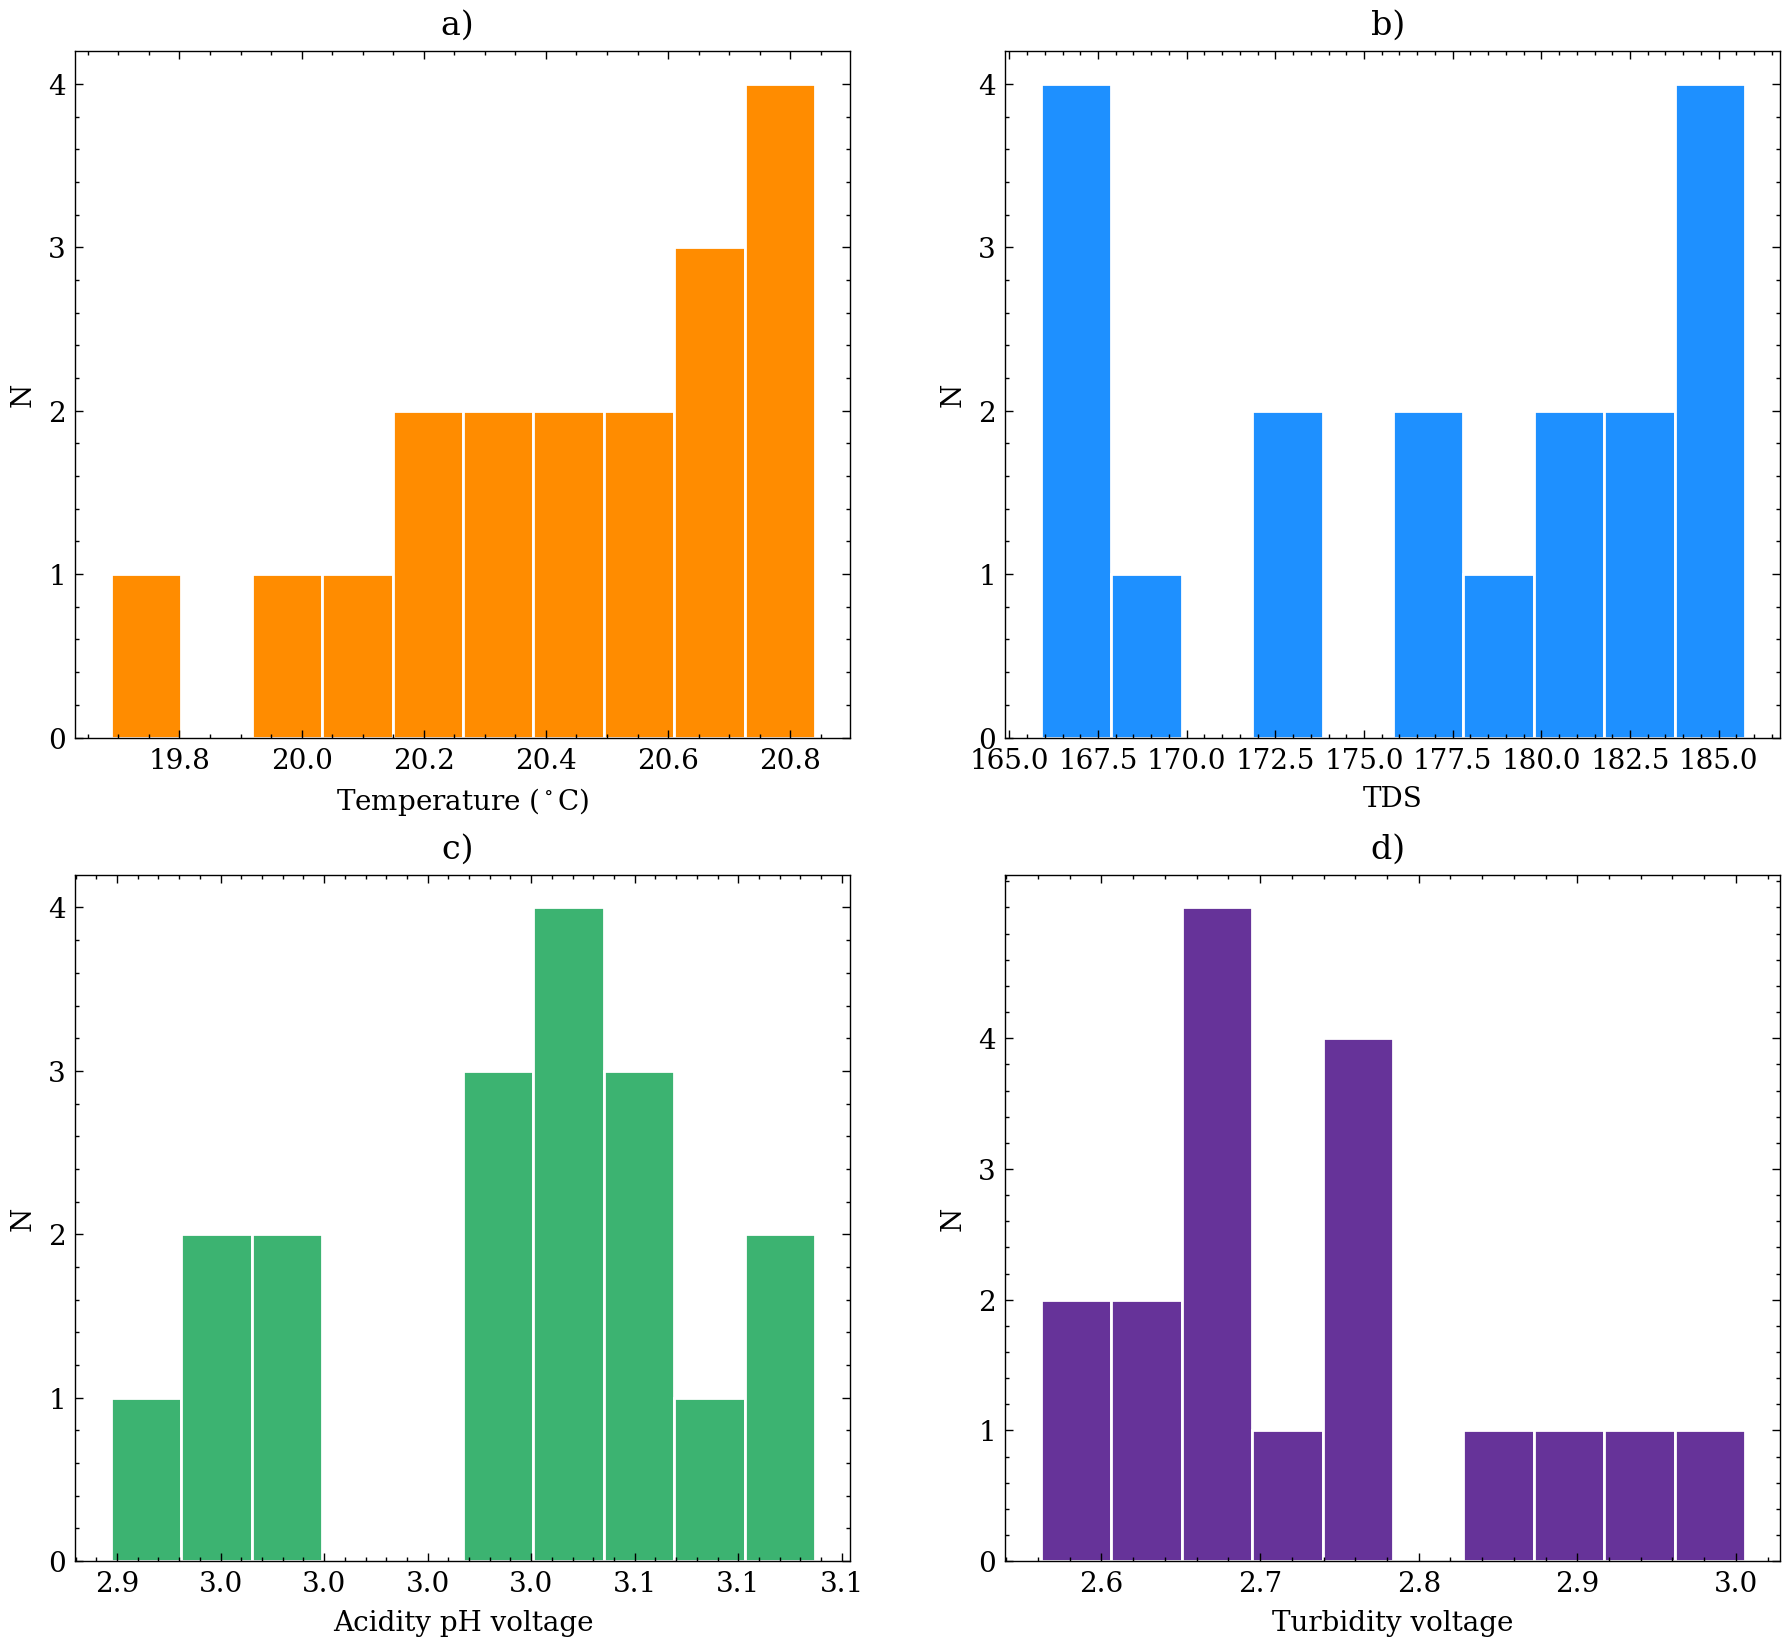 a)
4
3
2
1
0
N
19.8 20.0 20.2 20.4 20.6 20.8
Temperature (°C)
b)
4
3
2
1
0
N
165.0 167.5 170.0 172.5 175.0 177.5 180.0 182.5 185.0
TDS
c)
4
3
2
1
0
N
2.9 3.0 3.0 3.0 3.0 3.1 3.1 3.1
Acidity pH voltage
d)
4
3
2
1
0
N
2.6 2.7 2.8 2.9 3.0
Turbidity voltage